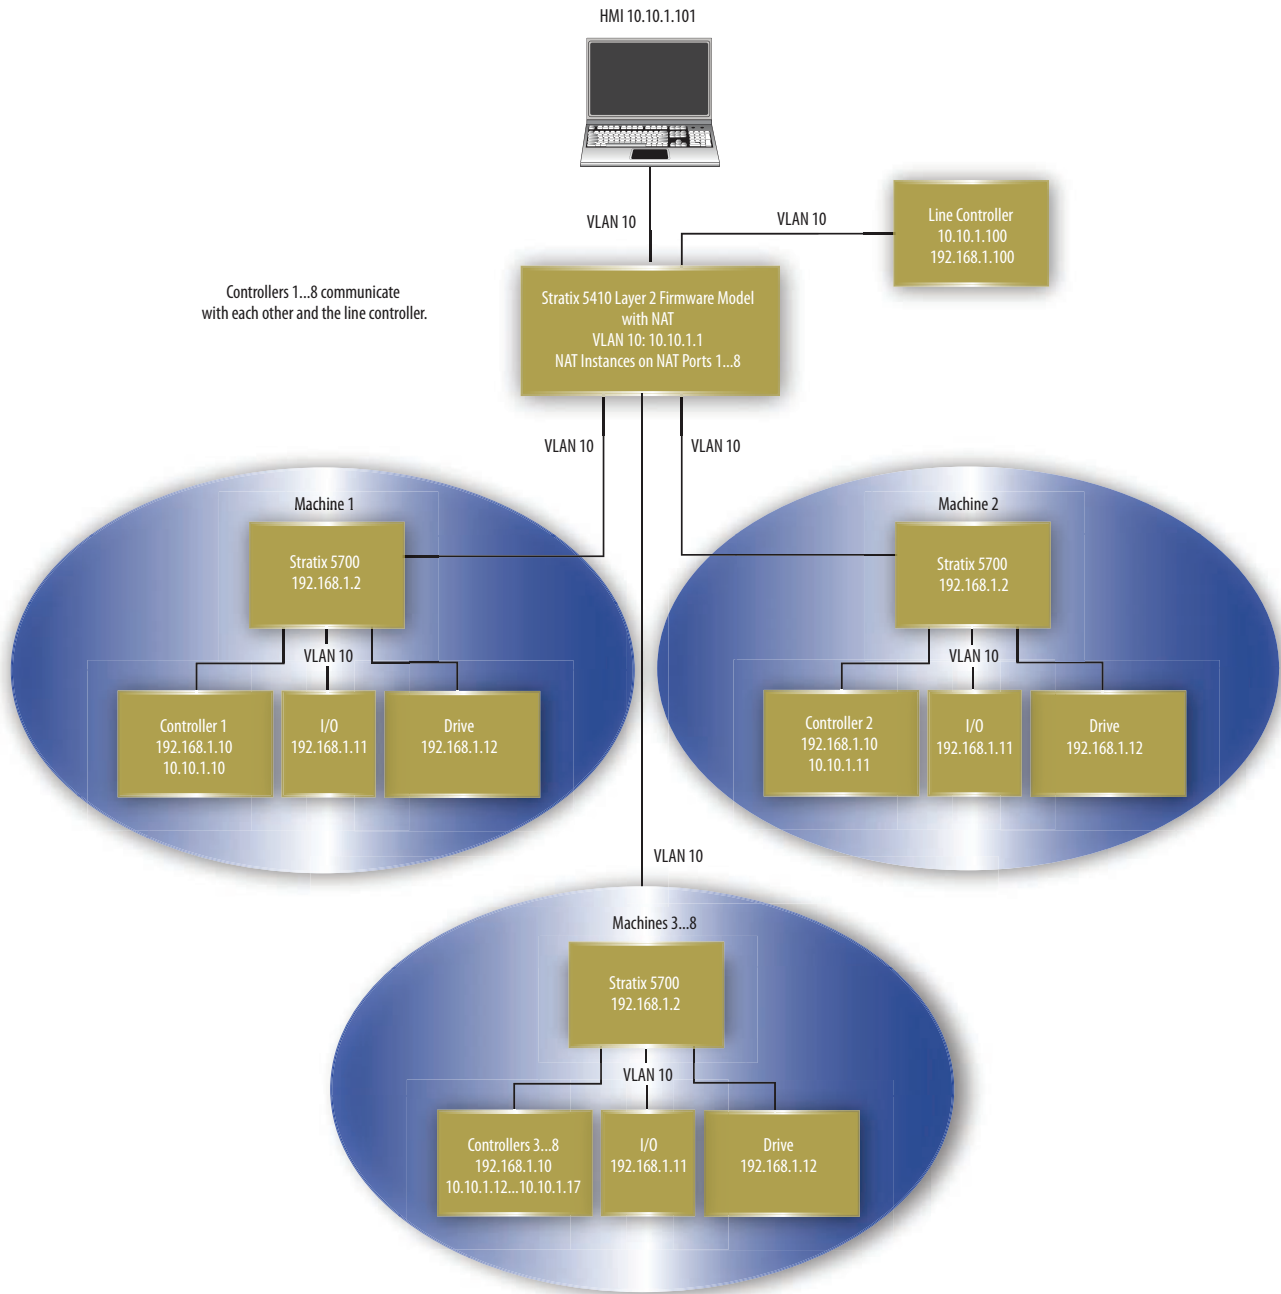 HMI 10.10.1.101
VLAN 10
VLAN 10
Line Controller
10.10.1.100
192.168.1.100
Controllers 1...8 communicate
with each other and the line controller.
Stratix 5410 Layer 2 Firmware Model
with NAT
VLAN 10: 10.10.1.1
NAT Instances on NAT Ports 1...8
VLAN 10
VLAN 10
Machine 1
Stratix 5700
192.168.1.2
VLAN 10
Controller 1
192.168.1.10
10.10.1.10
I/O
192.168.1.11
Drive
192.168.1.12
Machine 2
Stratix 5700
192.168.1.2
VLAN 10
Controller 2
192.168.1.10
10.10.1.11
I/O
192.168.1.11
Drive
192.168.1.12
VLAN 10
Machines 3...8
Stratix 5700
192.168.1.2
VLAN 10
Controllers 3...8
192.168.1.10
10.10.1.12...10.10.1.17
I/O
192.168.1.11
Drive
192.168.1.12